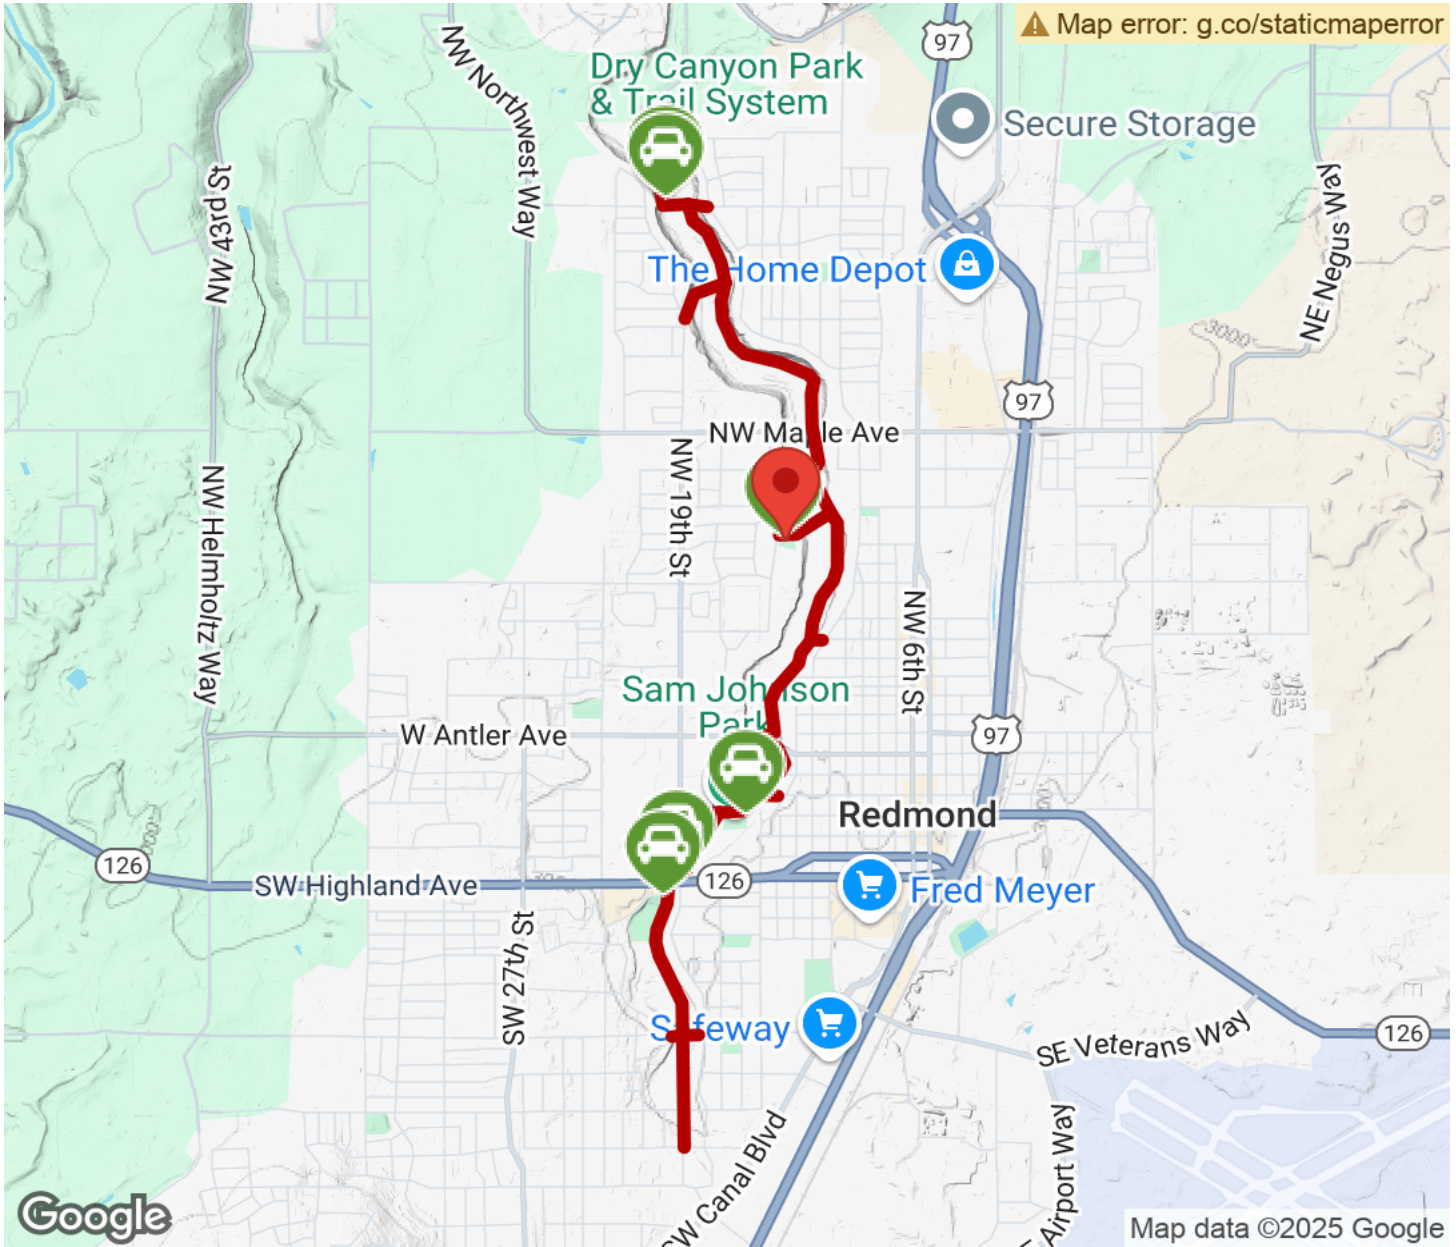 Map error: g.co/staticmaperror
97
NW Northwest Way
Dry Canyon Park
& Trail System
Secure Storage
NW 43rd St
NE Negus Way
The Home Depot
3000
97
NW Maple Ave
NW 19th St
NW Helmholtz Way
NW 6th St
Sam Johnson
Park
W Antler Ave
97
Redmond
126
SW Highland Ave
126
Fred Meyer
SW 27th St
Safeway
SE Veterans Way
126
SW Canal Blvd
Airport Way
Google
Map data ©2025 Google